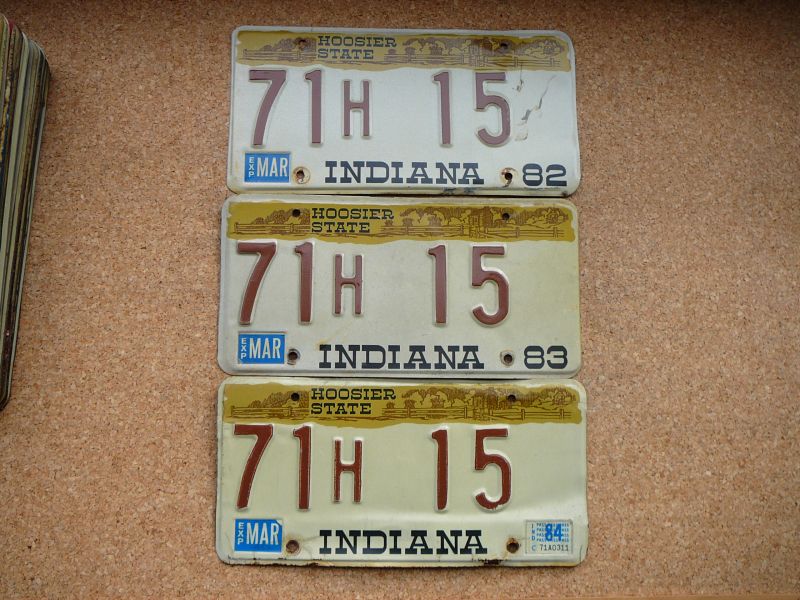 HOOSIER
STATE
71H 15
EXP MAR INDIANA 82
HOOSIER
STATE
71H 15
EXP MAR INDIANA 83
HOOSIER
STATE
71H 15
EXP MAR INDIANA 84
C 71A0311